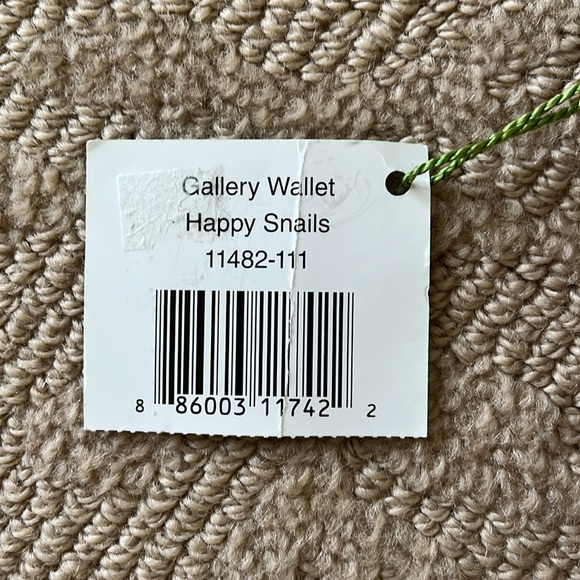 Gallery Wallet
Happy Snails
11482-111
8 86003 11742 2